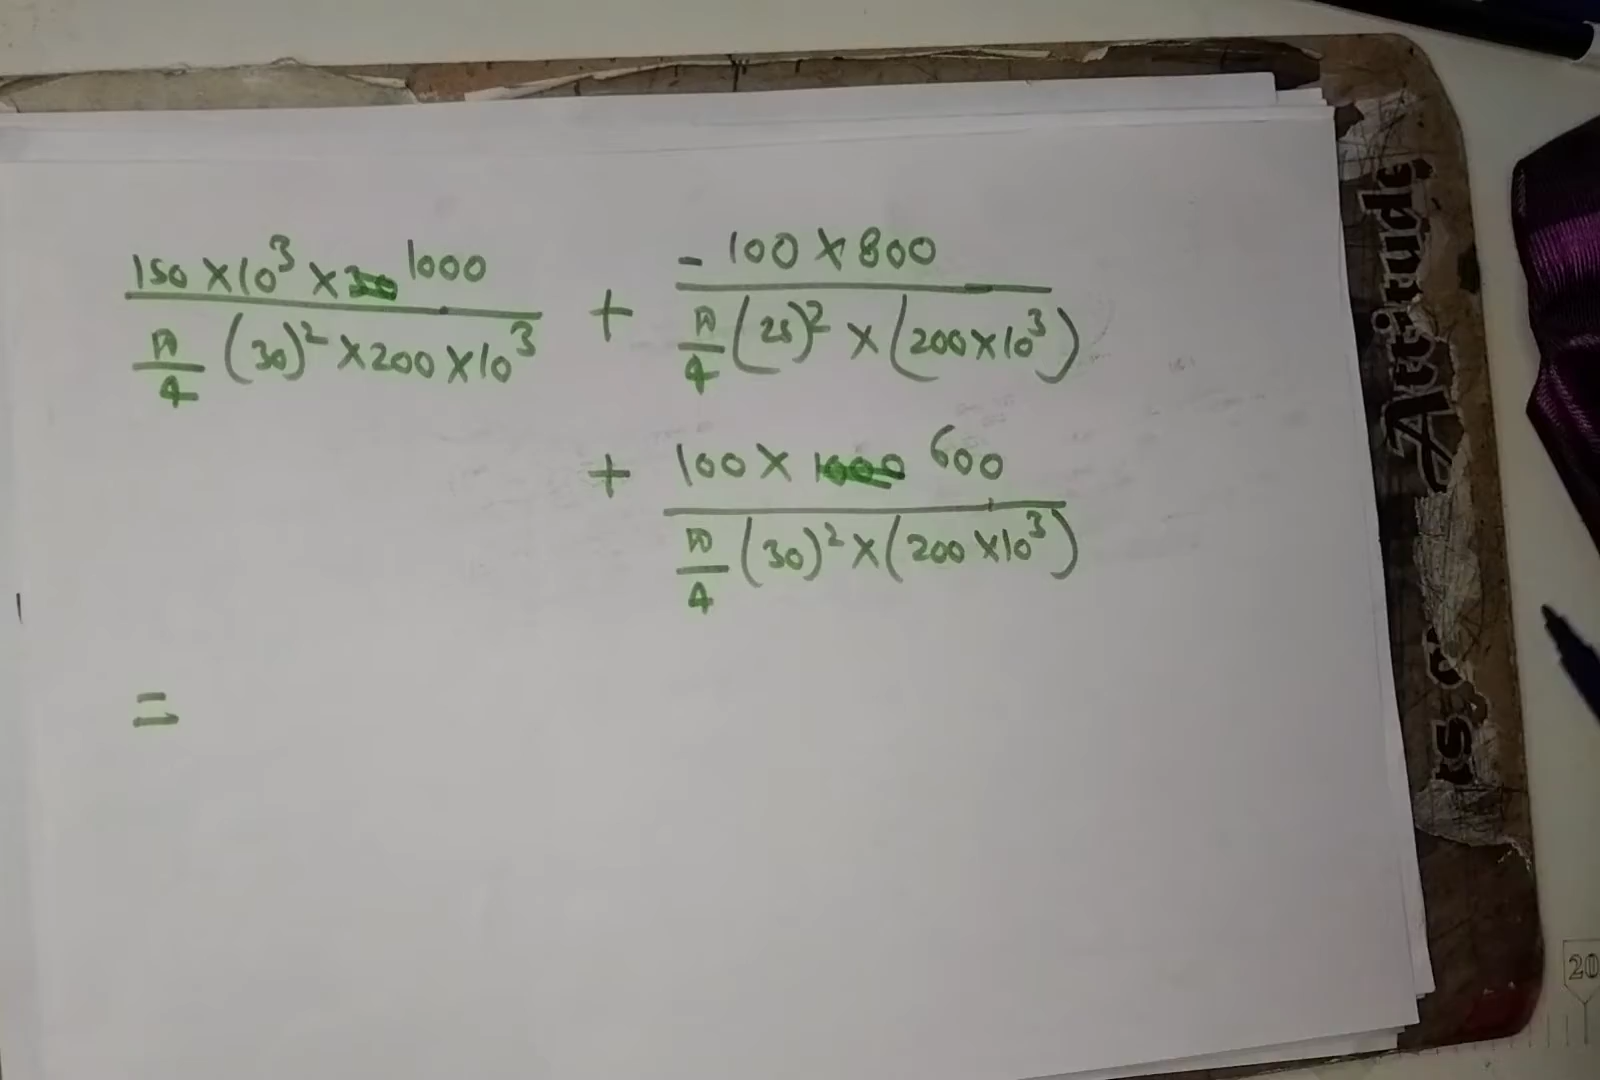 150 × 10³ × 1000 / π/4 (30)² × 200 × 10³ + -100 × 800 / π/4 (25)² × (200 × 10³)
+ 100 × 600 / π/4 (30)² × (200 × 10³)
=
Attitude
is
20